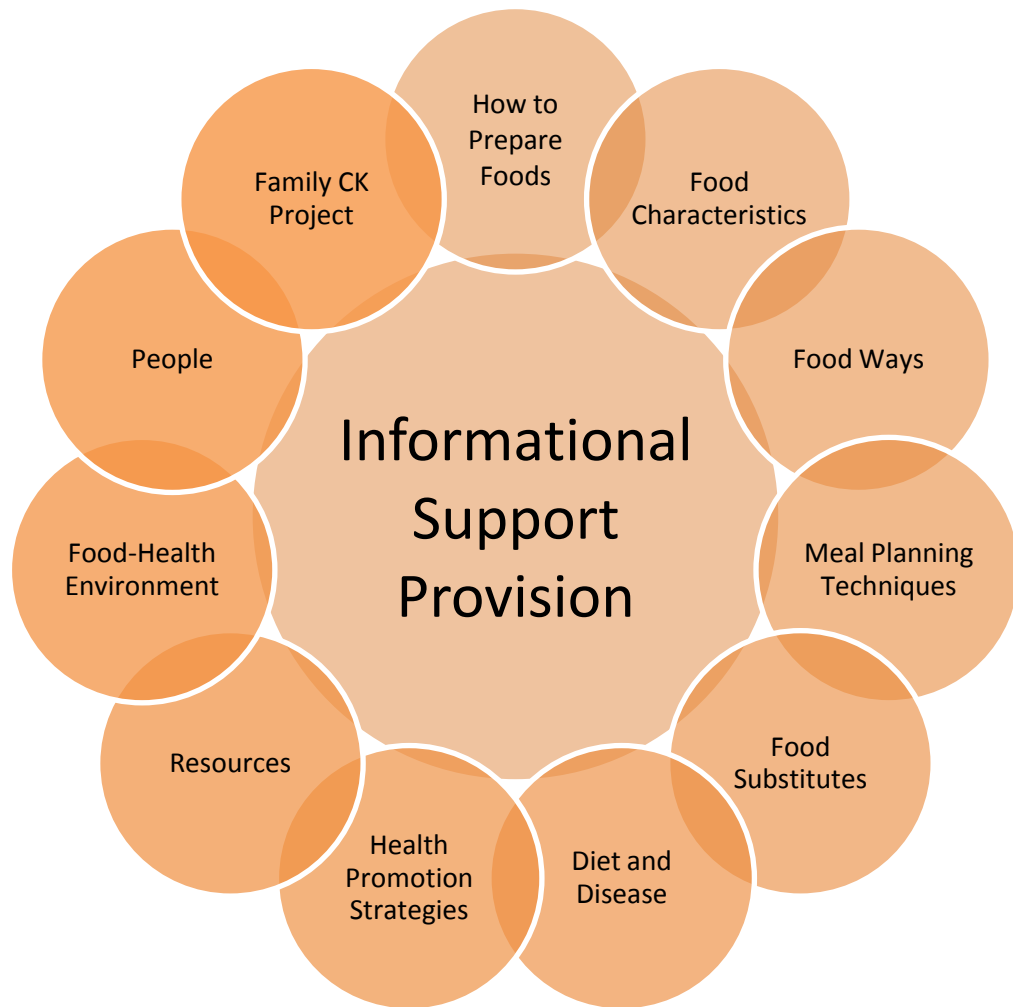 How to
Prepare
Foods
Food
Characteristics
Food Ways
Meal Planning
Techniques
Food
Substitutes
Diet and
Disease
Health
Promotion
Strategies
Resources
Food-Health
Environment
People
Family CK
Project
Informational
Support
Provision